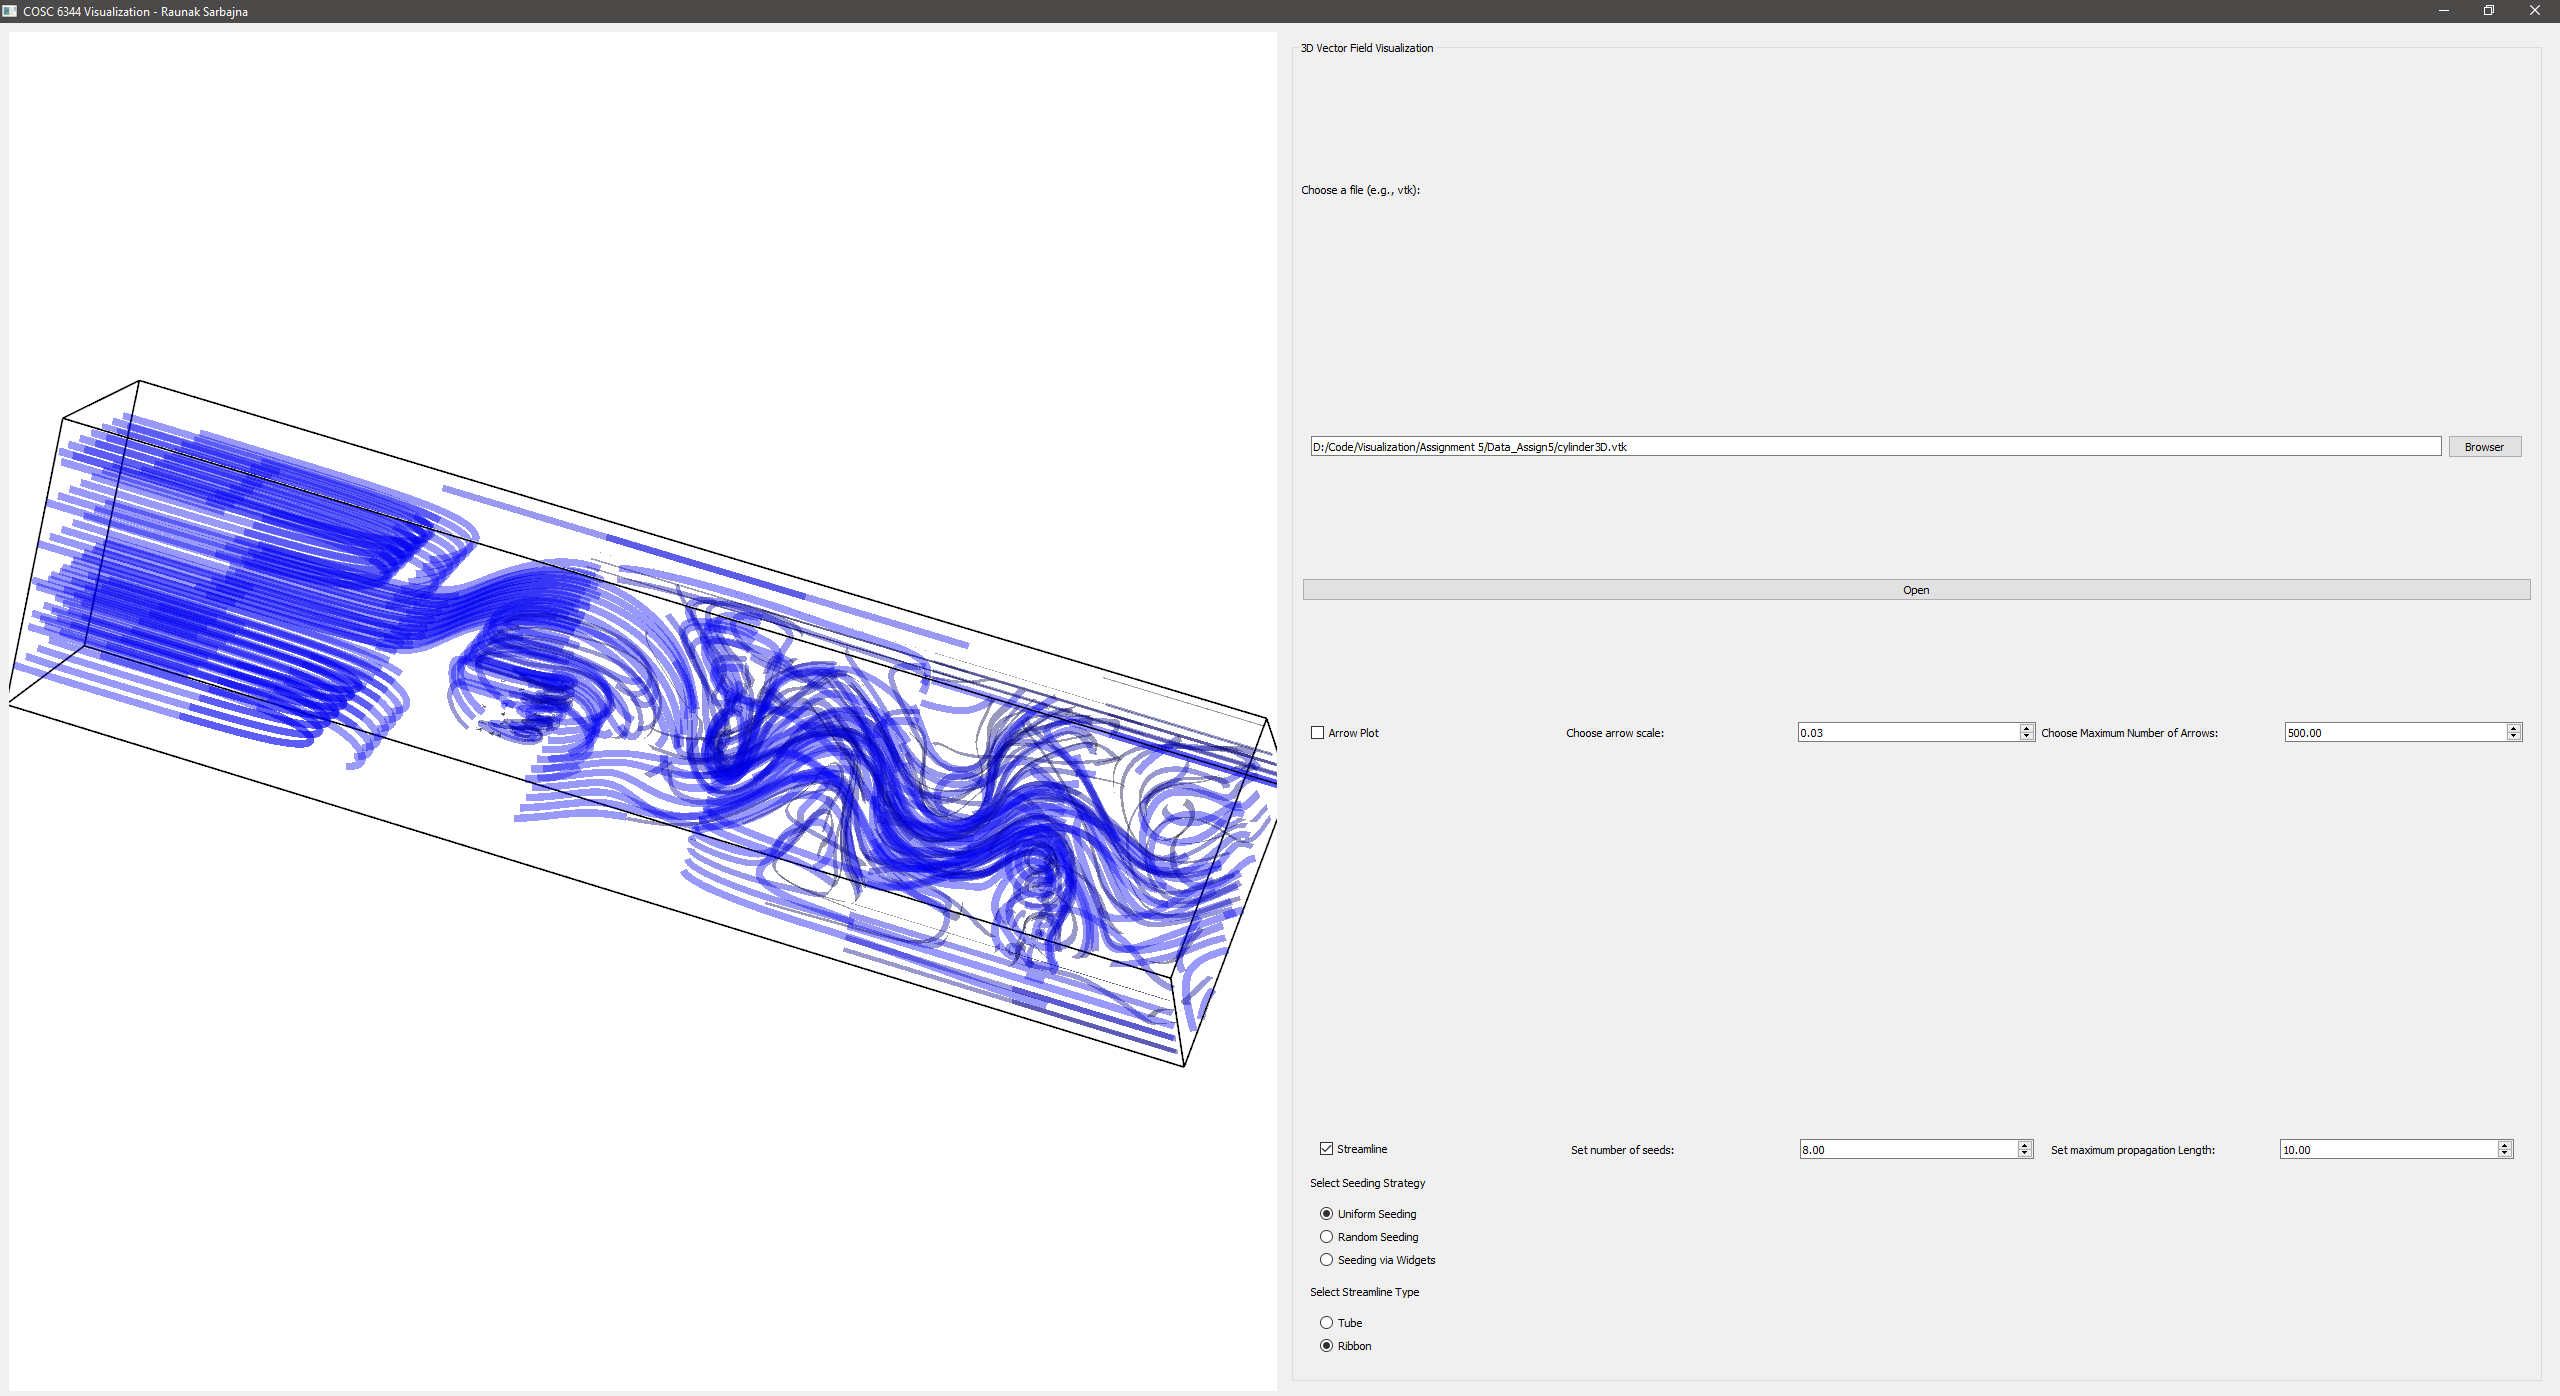 COSC 6344 Visualization - Raunak Sarbajna
3D Vector Field Visualization
Choose a file (e.g., vtk):
D:/Code/Visualization/Assignment 5/Data_Assign5/cylinder3D.vtk
Browser
Open
Arrow Plot
Choose arrow scale:
0.03
Choose Maximum Number of Arrows:
500.00
Streamline
Set number of seeds:
8.00
Set maximum propagation Length:
10.00
Select Seeding Strategy
Uniform Seeding
Random Seeding
Seeding via Widgets
Select Streamline Type
Tube
Ribbon